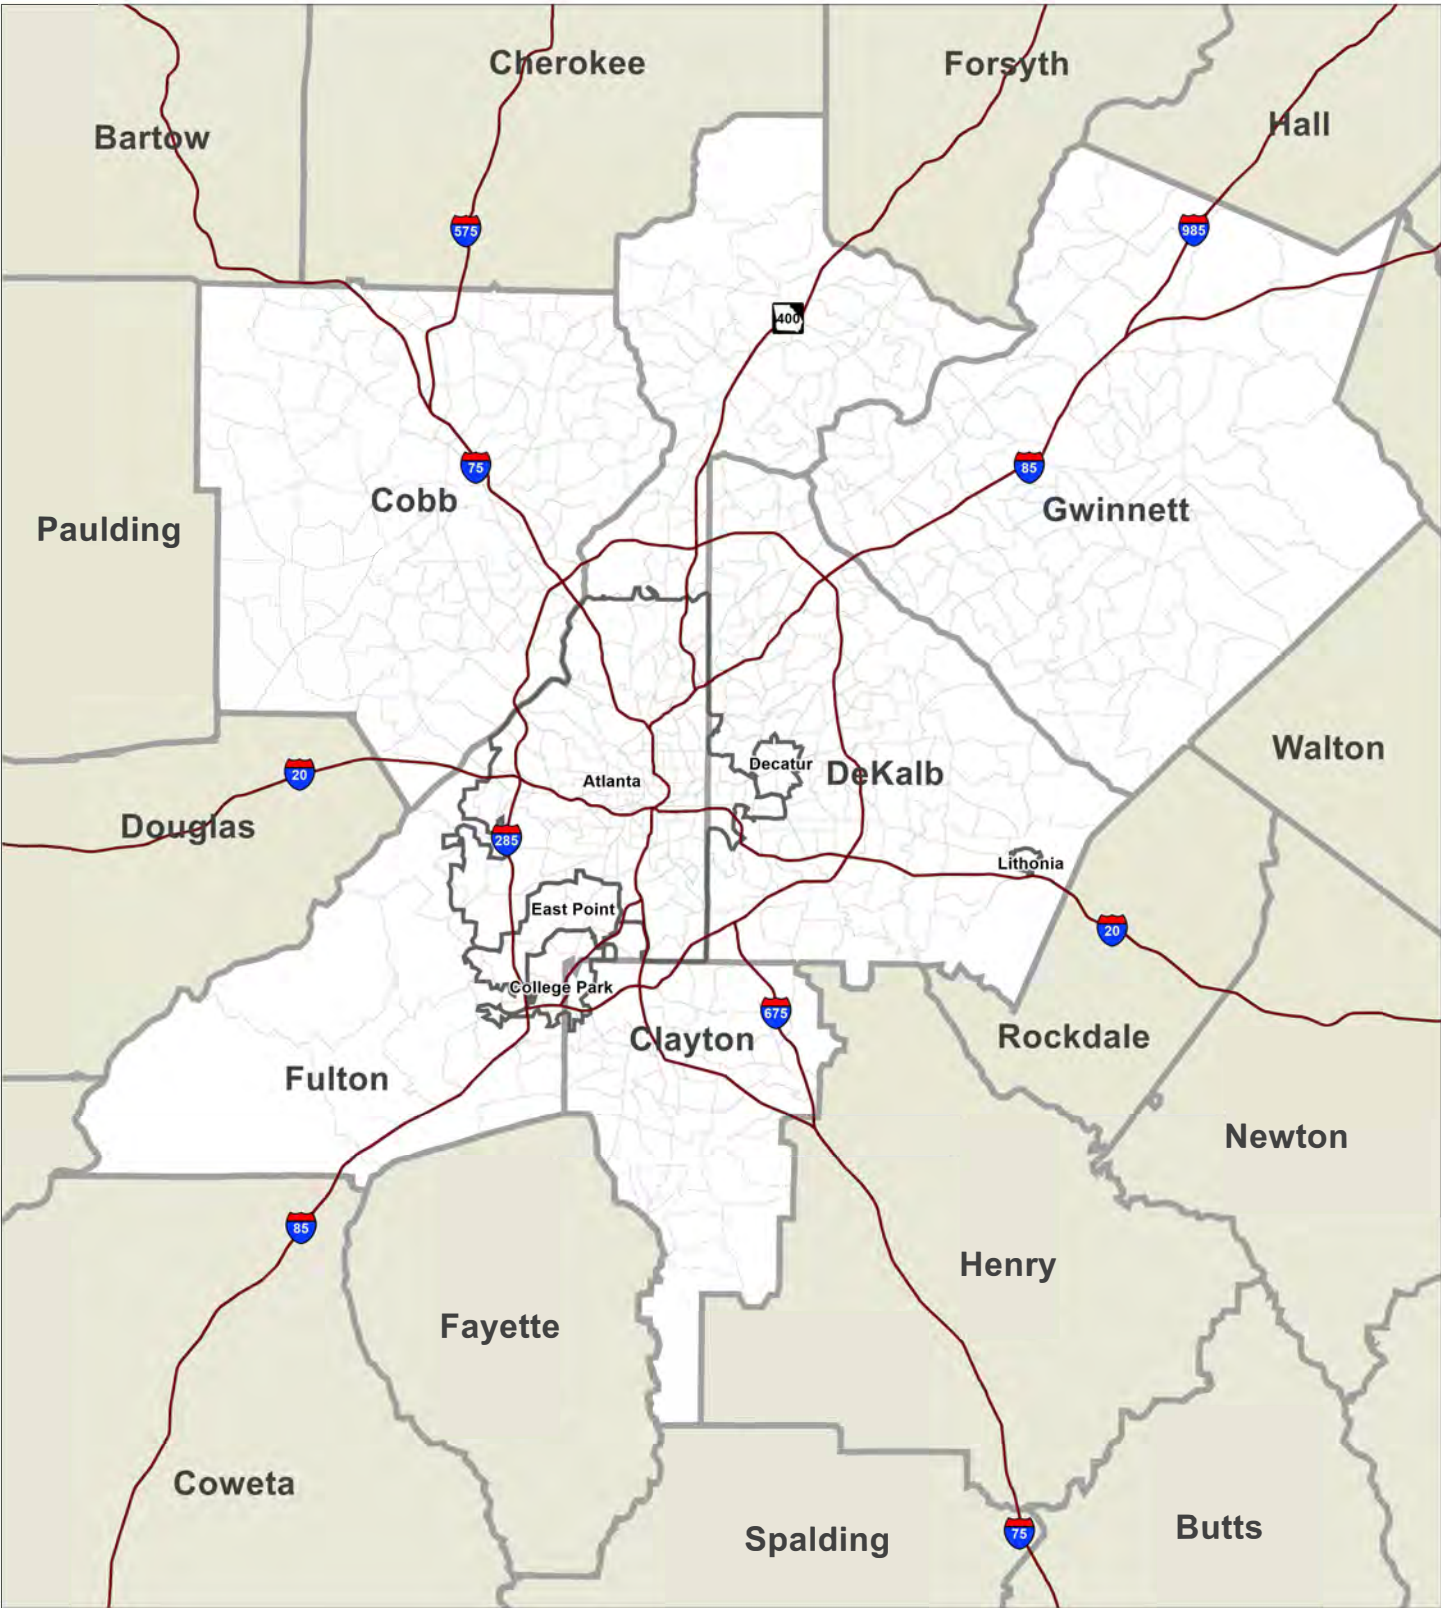 Cherokee
Forsyth
Hall
Bartow
575
985
400
75
85
Cobb
Gwinnett
Paulding
Walton
Decatur
20
DeKalb
Atlanta
Douglas
285
Lithonia
East Point
20
College Park
675
Rockdale
Clayton
Fulton
Newton
85
Henry
Fayette
Coweta
Butts
75
Spalding